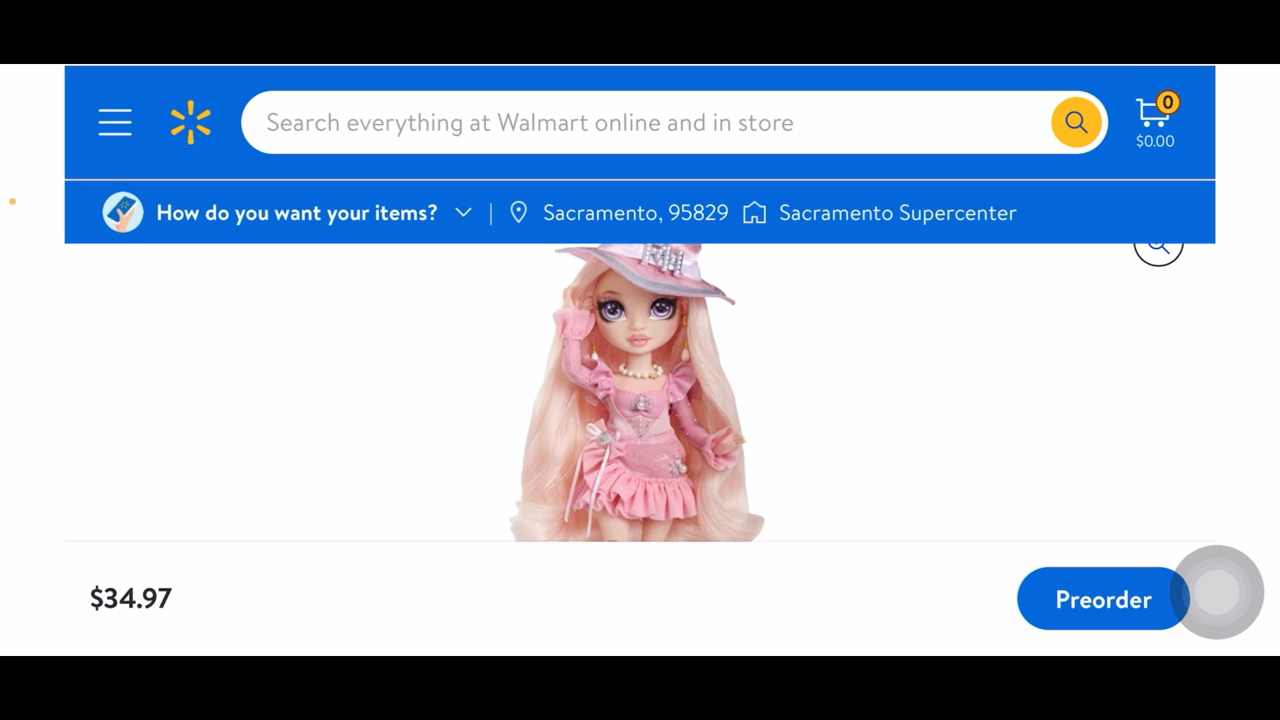 Search everything at Walmart online and in store
0
$0.00
How do you want your items?
Sacramento, 95829
Sacramento Supercenter
$34.97
Preorder